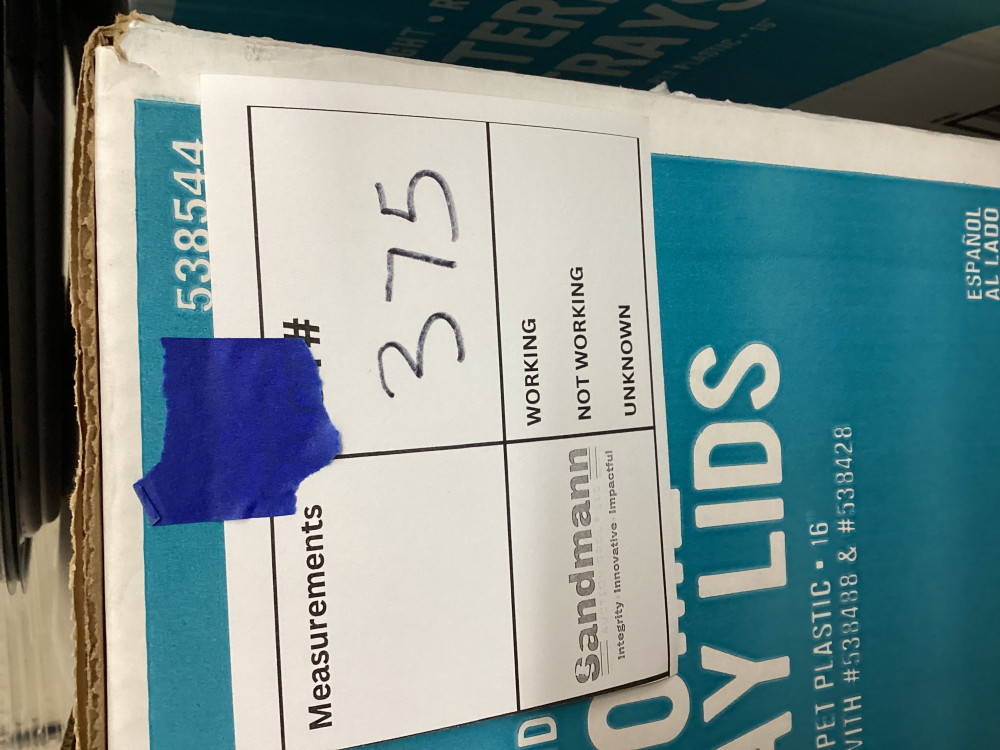 538544
#
375
Measurements
WORKING
NOT WORKING
UNKNOWN
Sandmann
Integrity Innovative Impactful
LIDS
PET PLASTIC • 16"
WITH #538488 & #538428
ESPAÑOL
AL LADO